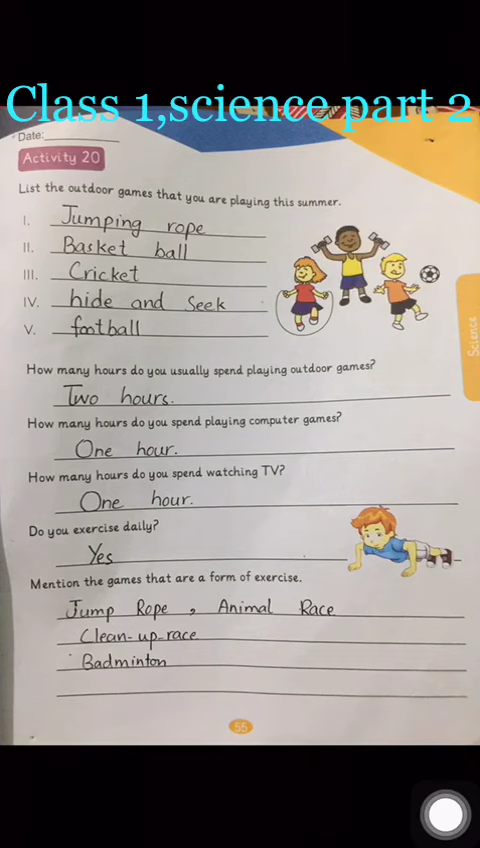 Class 1,science part 2
Date:
Activity 20
List the outdoor games that you are playing this summer.
I. Jumping rope
II. Basket ball
III. Cricket
IV. hide and Seek
V. football
Science
How many hours do you usually spend playing outdoor games?
Two hours.
How many hours do you spend playing computer games?
One hour.
How many hours do you spend watching TV?
One hour.
Do you exercise daily?
Yes
Mention the games that are a form of exercise.
Jump Rope , Animal Race
Clean-up-race
Badminton
55